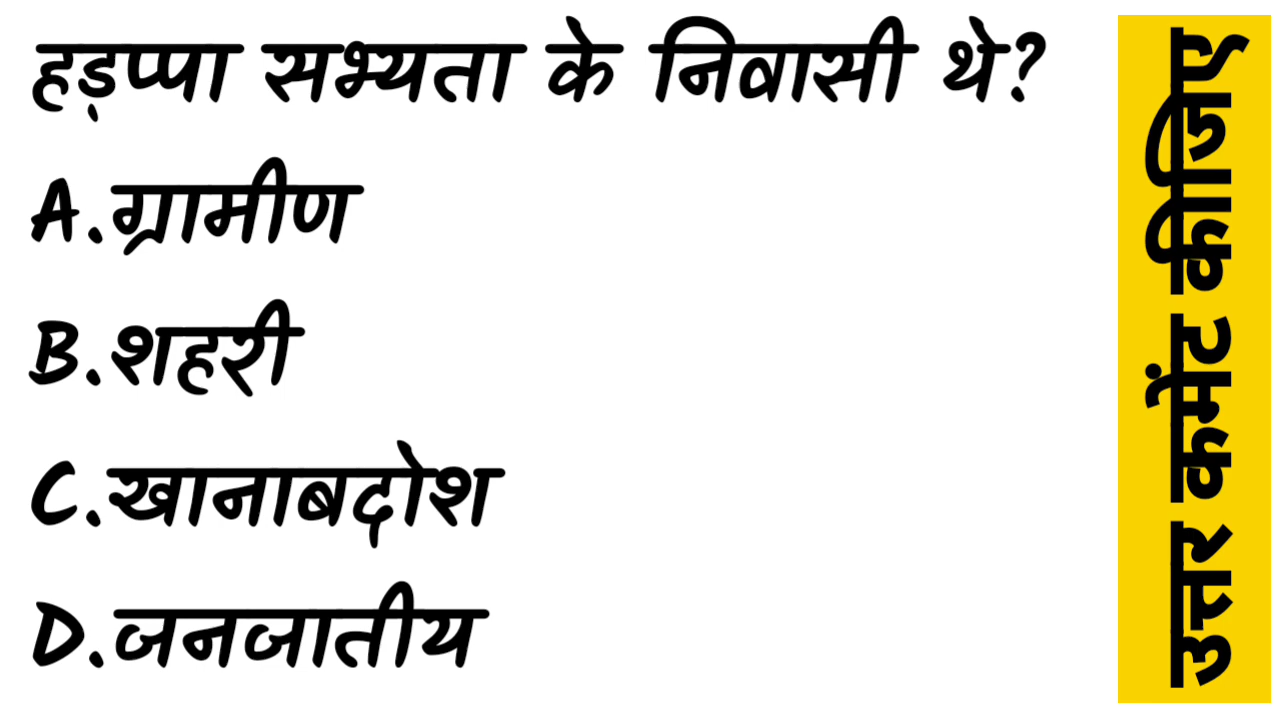 हड़प्पा सभ्यता के निवासी थे?
A.ग्रामीण
B.शहरी
C.खानाबदोश
D.जनजातीय
उत्तर कमेंट कीजिए